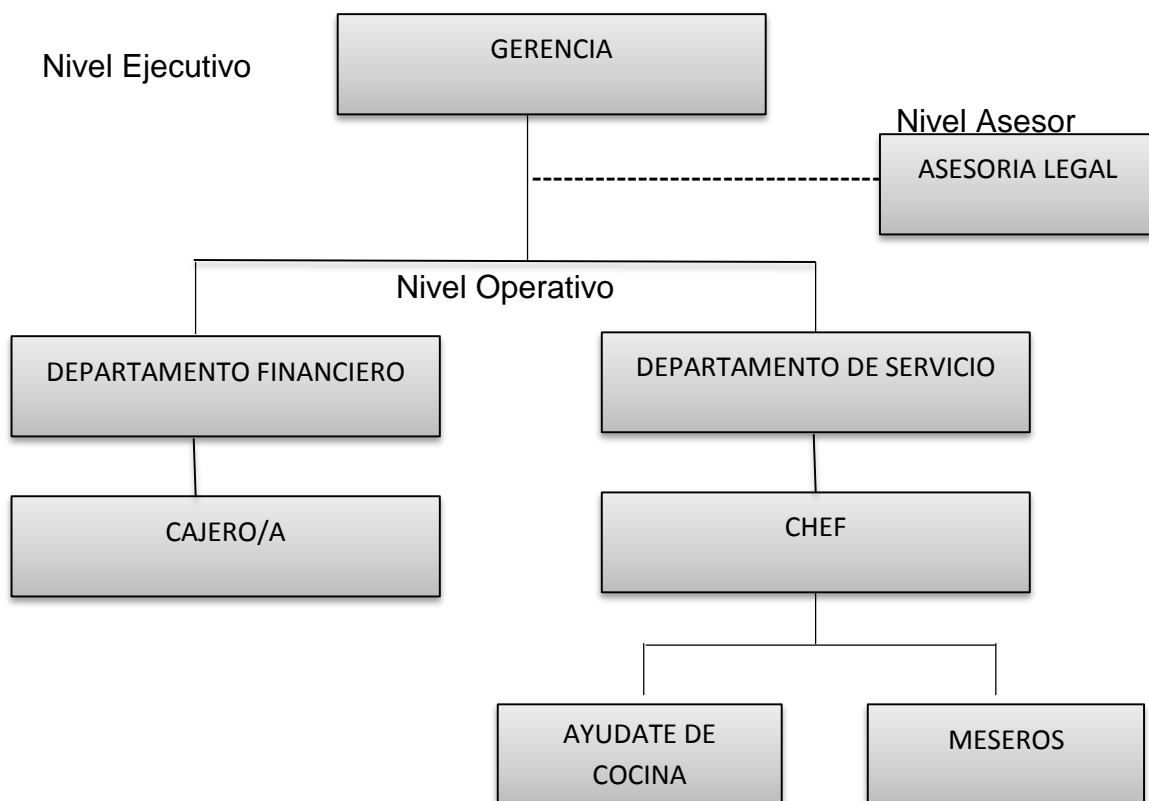 GERENCIA
Nivel Ejecutivo
Nivel Asesor
ASESORIA LEGAL
Nivel Operativo
DEPARTAMENTO FINANCIERO
DEPARTAMENTO DE SERVICIO
CAJERO/A
CHEF
AYUDATE DE
COCINA
MESEROS